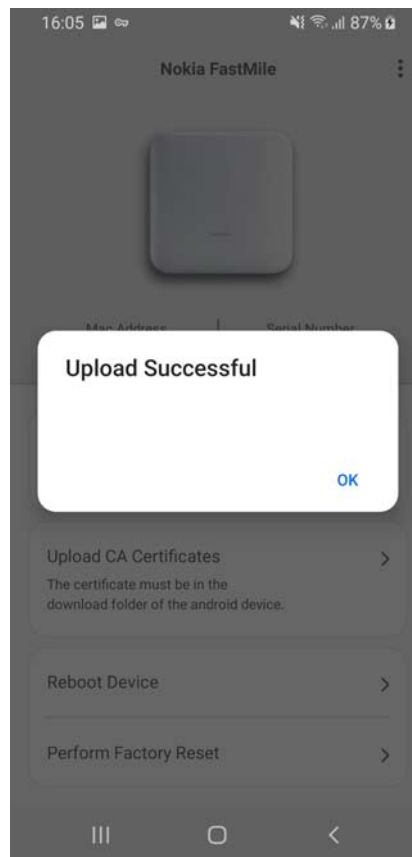 16:05 87%
Nokia FastMile
Mac Address Serial Number
Upload Successful
OK
Upload CA Certificates
The certificate must be in the
download folder of the android device.
Reboot Device
Perform Factory Reset